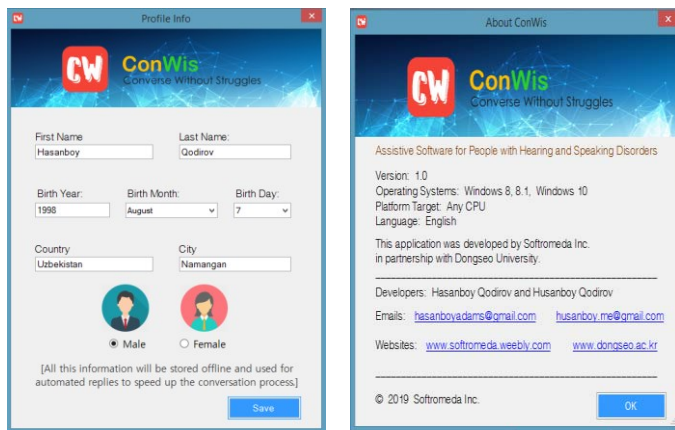 Profile Info
CW
ConWis
Converse Without Struggles
First Name
Last Name:
Hasanboy
Qodirov
Birth Year:
Birth Month:
Birth Day:
1998
August
7
Country
City
Uzbekistan
Namangan
Male
Female
[All this information will be stored offline and used for
automated replies to speed up the conversation process.]
Save
About ConWis
CW
ConWis
Converse Without Struggles
Assistive Software for People with Hearing and Speaking Disorders
Version: 1.0
Operating Systems: Windows 8, 8.1, Windows 10
Platform Target: Any CPU
Language: English
This application was developed by Softromeda Inc.
in partnership with Dongseo University.
Developers: Hasanboy Qodirov and Husanboy Qodirov
Emails: hasanboyadams@gmail.com husanboy.me@gmail.com
Websites: www.softromeda.weebly.com www.dongseo.ac.kr
© 2019 Softromeda Inc.
OK